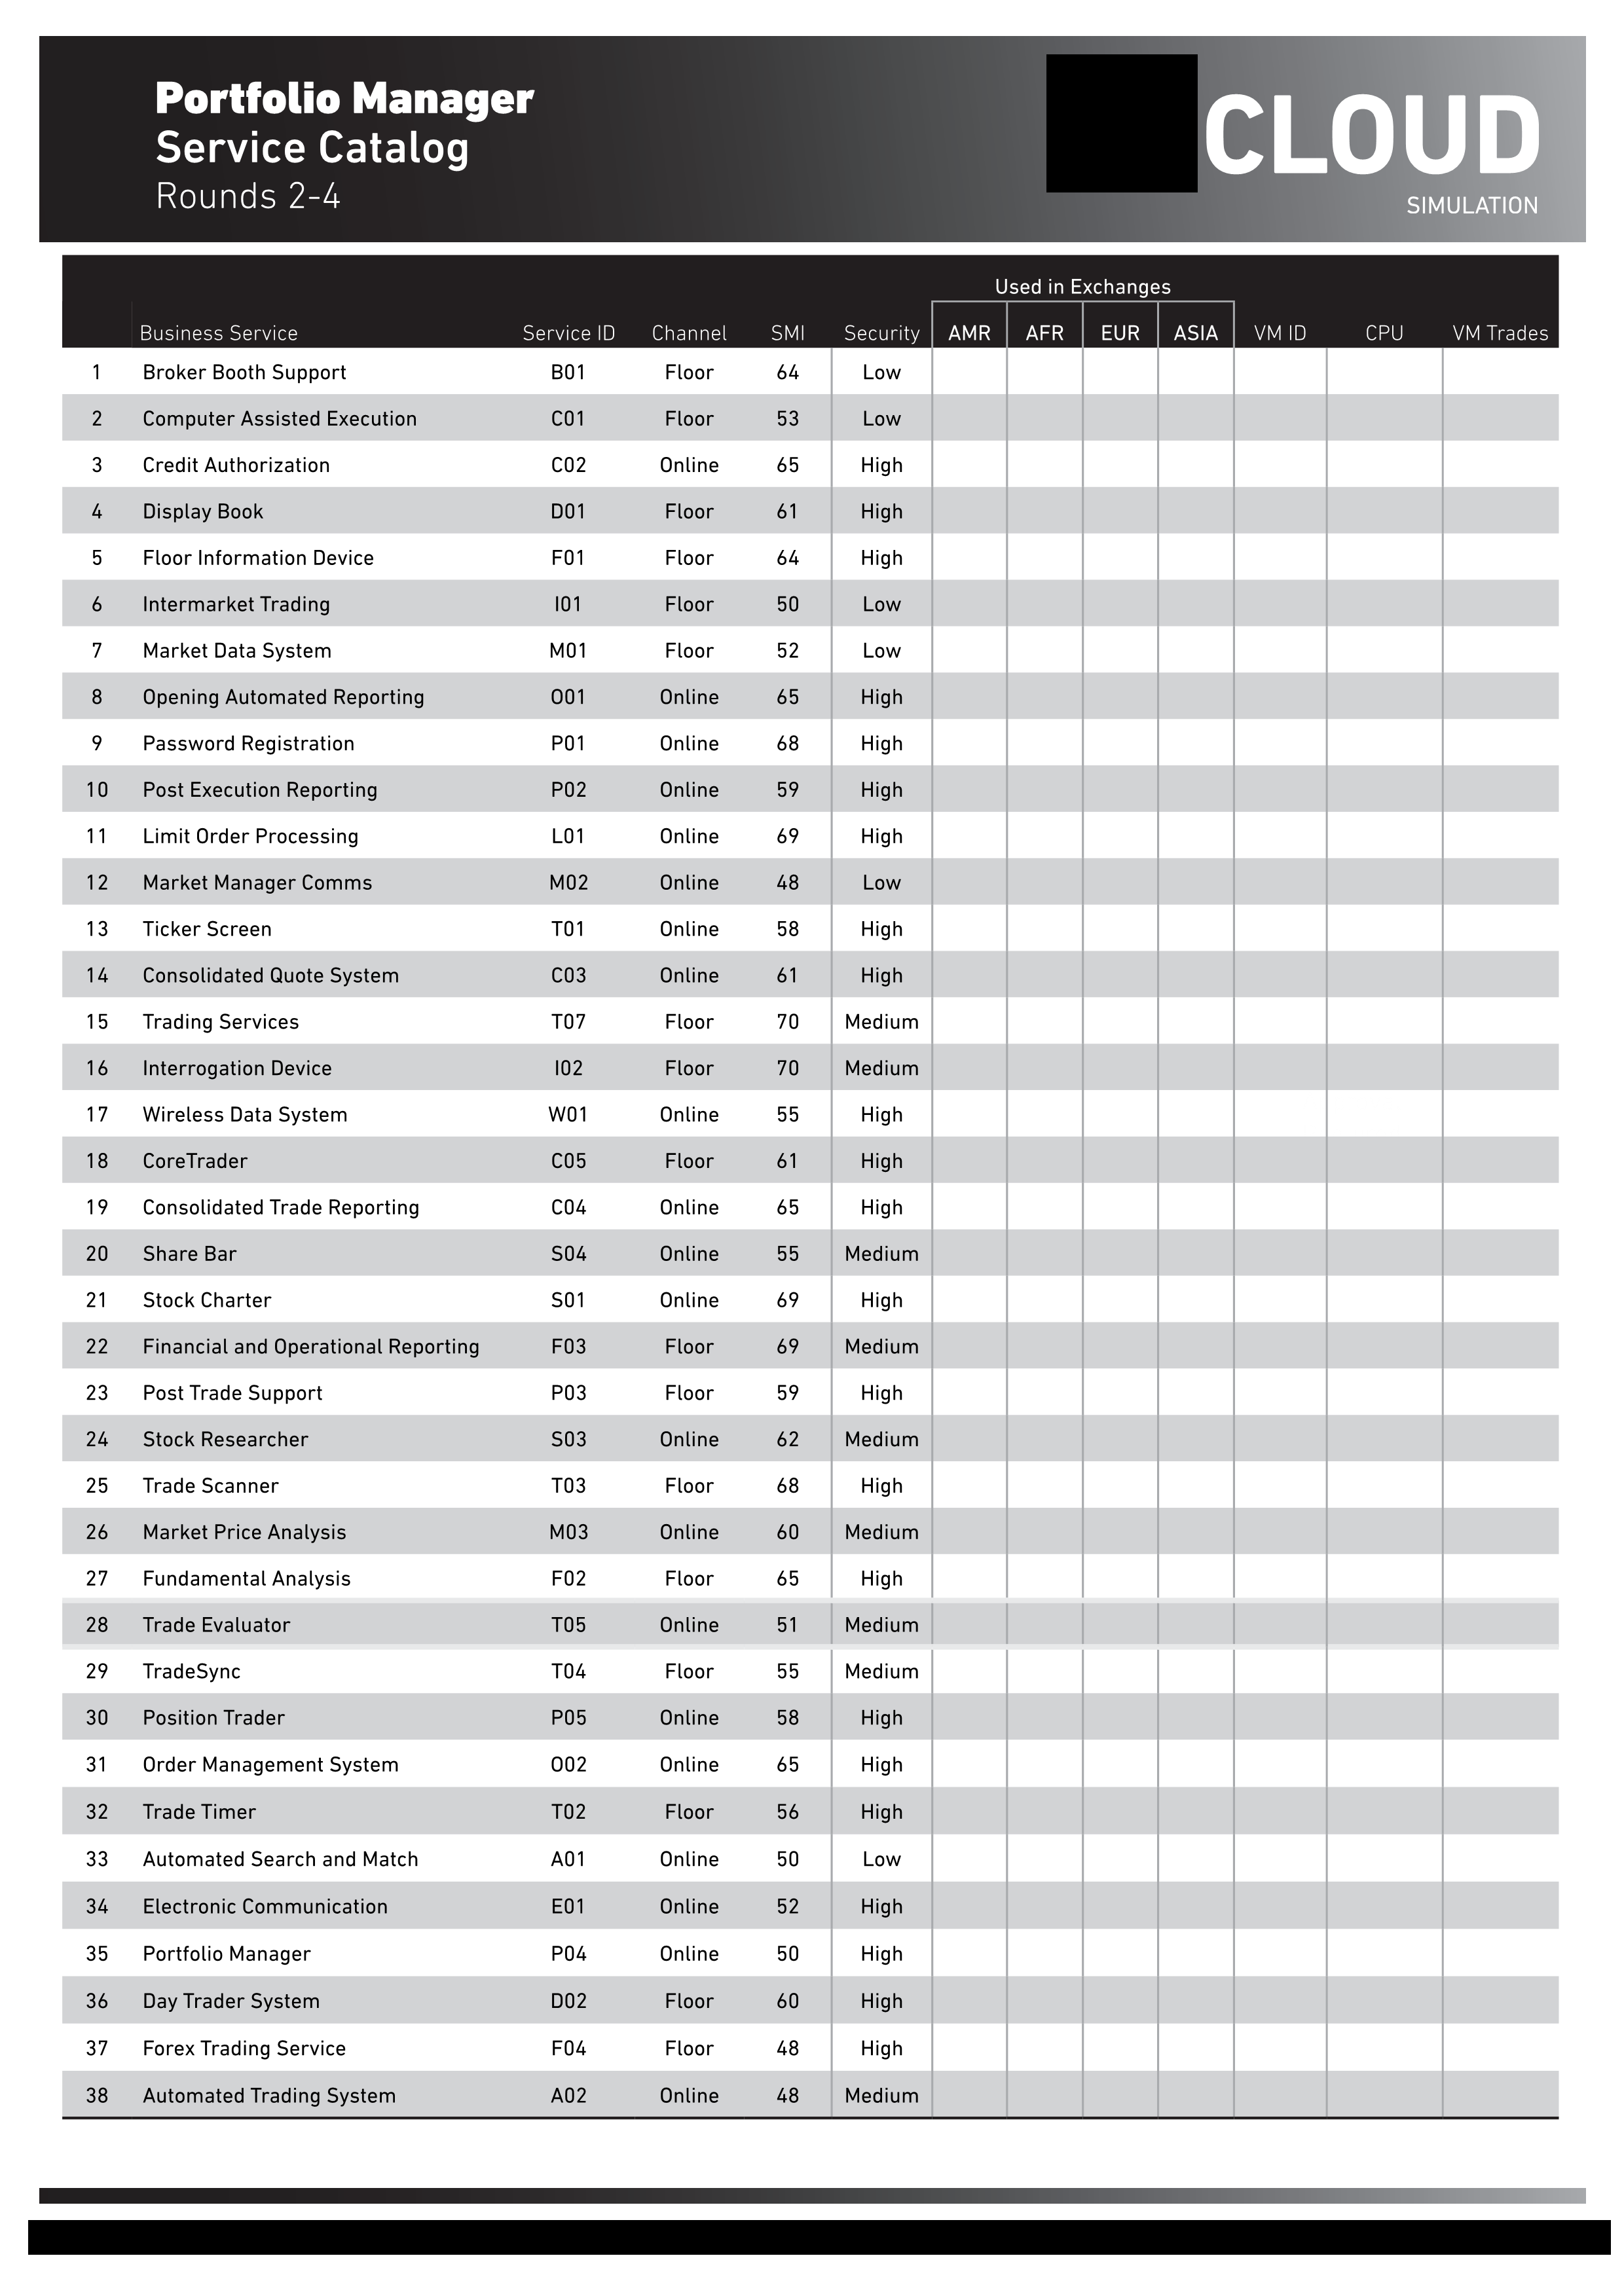 Portfolio Manager
Service Catalog
Rounds 2-4
CLOUD
SIMULATION
Used in Exchanges
Business Service Service ID Channel SMI Security AMR AFR EUR ASIA VM ID CPU VM Trades
1 Broker Booth Support B01 Floor 64 Low
2 Computer Assisted Execution C01 Floor 53 Low
3 Credit Authorization C02 Online 65 High
4 Display Book D01 Floor 61 High
5 Floor Information Device F01 Floor 64 High
6 Intermarket Trading I01 Floor 50 Low
7 Market Data System M01 Floor 52 Low
8 Opening Automated Reporting O01 Online 65 High
9 Password Registration P01 Online 68 High
10 Post Execution Reporting P02 Online 59 High
11 Limit Order Processing L01 Online 69 High
12 Market Manager Comms M02 Online 48 Low
13 Ticker Screen T01 Online 58 High
14 Consolidated Quote System C03 Online 61 High
15 Trading Services T07 Floor 70 Medium
16 Interrogation Device I02 Floor 70 Medium
17 Wireless Data System W01 Online 55 High
18 CoreTrader C05 Floor 61 High
19 Consolidated Trade Reporting C04 Online 65 High
20 Share Bar S04 Online 55 Medium
21 Stock Charter S01 Online 69 High
22 Financial and Operational Reporting F03 Floor 69 Medium
23 Post Trade Support P03 Floor 59 High
24 Stock Researcher S03 Online 62 Medium
25 Trade Scanner T03 Floor 68 High
26 Market Price Analysis M03 Online 60 Medium
27 Fundamental Analysis F02 Floor 65 High
28 Trade Evaluator T05 Online 51 Medium
29 TradeSync T04 Floor 55 Medium
30 Position Trader P05 Online 58 High
31 Order Management System O02 Online 65 High
32 Trade Timer T02 Floor 56 High
33 Automated Search and Match A01 Online 50 Low
34 Electronic Communication E01 Online 52 High
35 Portfolio Manager P04 Online 50 High
36 Day Trader System D02 Floor 60 High
37 Forex Trading Service F04 Floor 48 High
38 Automated Trading System A02 Online 48 Medium